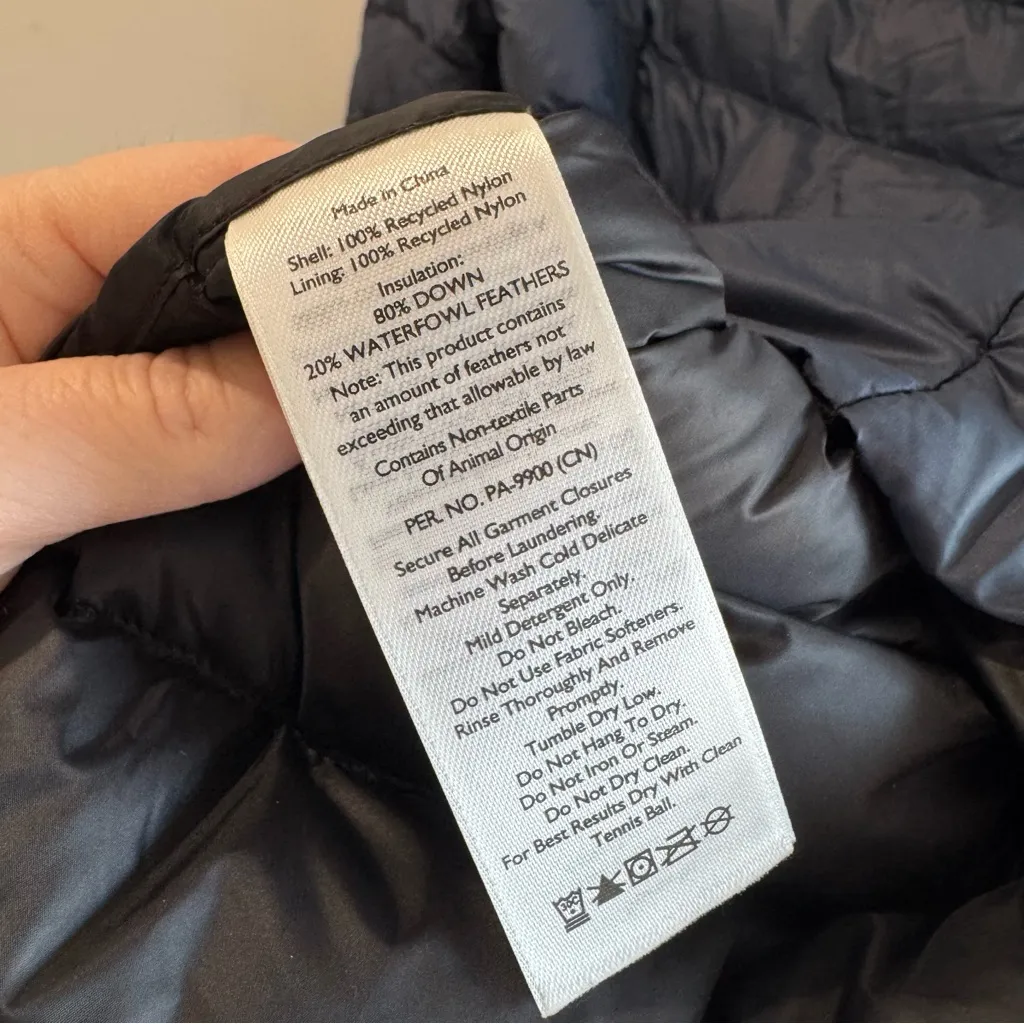 Made in China
Shell: 100% Recycled Nylon
Lining: 100% Recycled Nylon
Insulation:
80% DOWN
20% WATERFOWL FEATHERS
Note: This product contains
an amount of feathers not
exceeding that allowable by law
Contains Non-textile Parts
Of Animal Origin
PER. NO. PA-9900 (CN)
Secure All Garment Closures
Before Laundering.
Machine Wash Cold Delicate
Separately.
Mild Detergent Only.
Do Not Bleach.
Do Not Use Fabric Softeners.
Rinse Thoroughly And Remove
Promptly.
Tumble Dry Low.
Do Not Hang To Dry.
Do Not Iron Or Steam.
Do Not Dry Clean.
For Best Results Dry With Clean
Tennis Ball.
30C